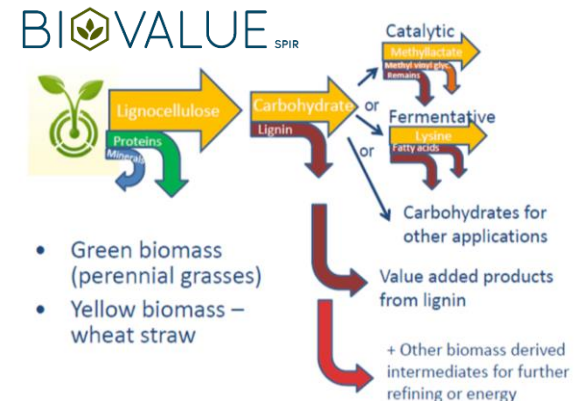 BIOVALUE SPIR
Catalytic
Methyllactate
Methyl vinyl glyc.
Remains
Lignocellulose
Carbohydrate
or
Fermentative
Proteins
Lignin
Lysine
Minerals
or
Fatty acids
Carbohydrates for
other applications
• Green biomass
(perennial grasses)
Value added products
from lignin
• Yellow biomass –
wheat straw
+ Other biomass derived
intermediates for further
refining or energy